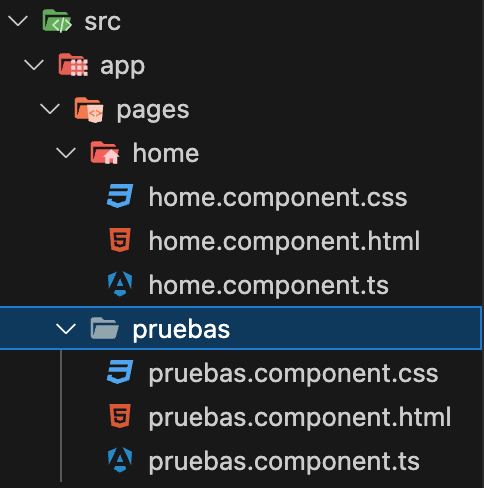 src
app
pages
home
home.component.css
home.component.html
home.component.ts
pruebas
pruebas.component.css
pruebas.component.html
pruebas.component.ts